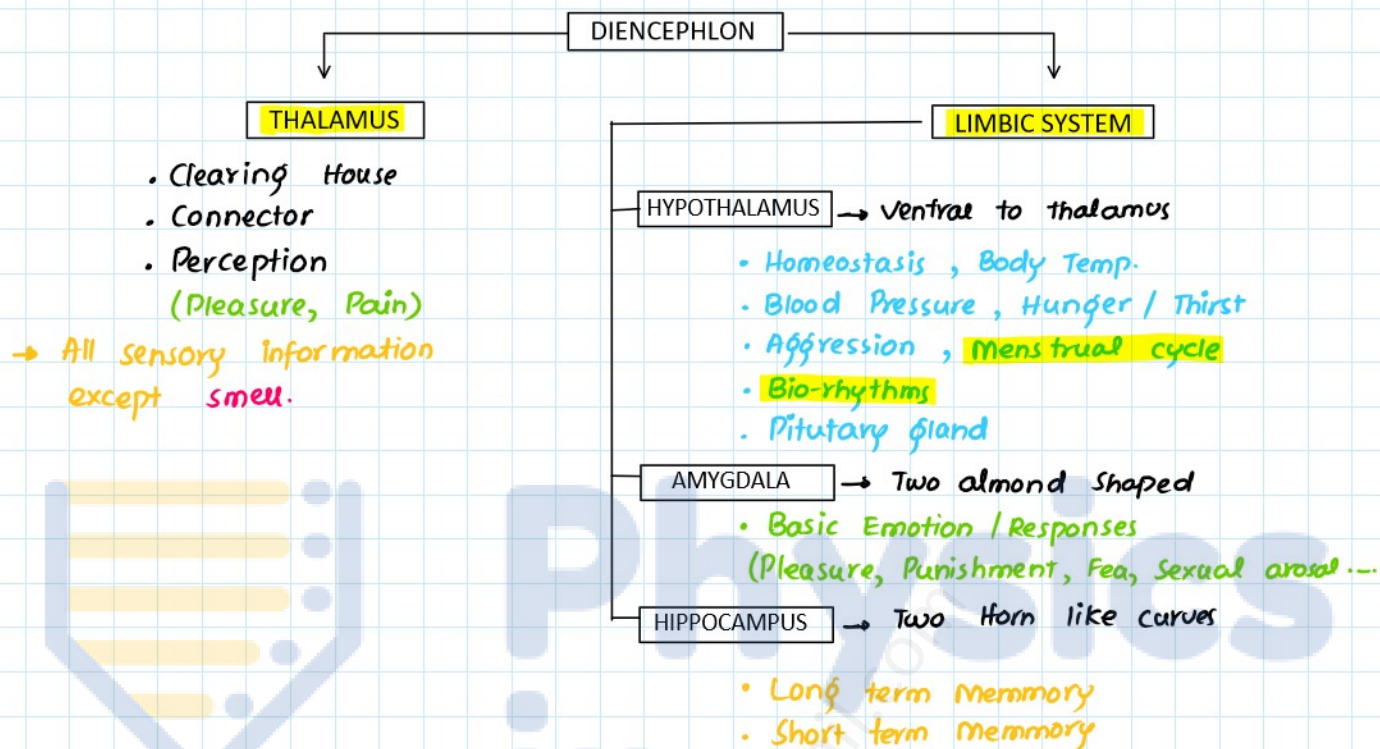 DIENCEPHLON
THALAMUS
. Clearing House
. Connector
. Perception
(Pleasure, Pain)
→ All sensory information
except smell.
LIMBIC SYSTEM
HYPOTHALAMUS → Ventral to thalamus
• Homeostasis , Body Temp.
• Blood Pressure , Hunger / Thirst
• Aggression , Menstrual cycle
• Bio-rhythms
. Pitutary gland
AMYGDALA → Two almond shaped
• Basic Emotion / Responses
(Pleasure, Punishment, Fea, Sexual arosal ...
HIPPOCAMPUS → Two Horn like curves
• Long term Memmory
• Short term Memmory
Physics